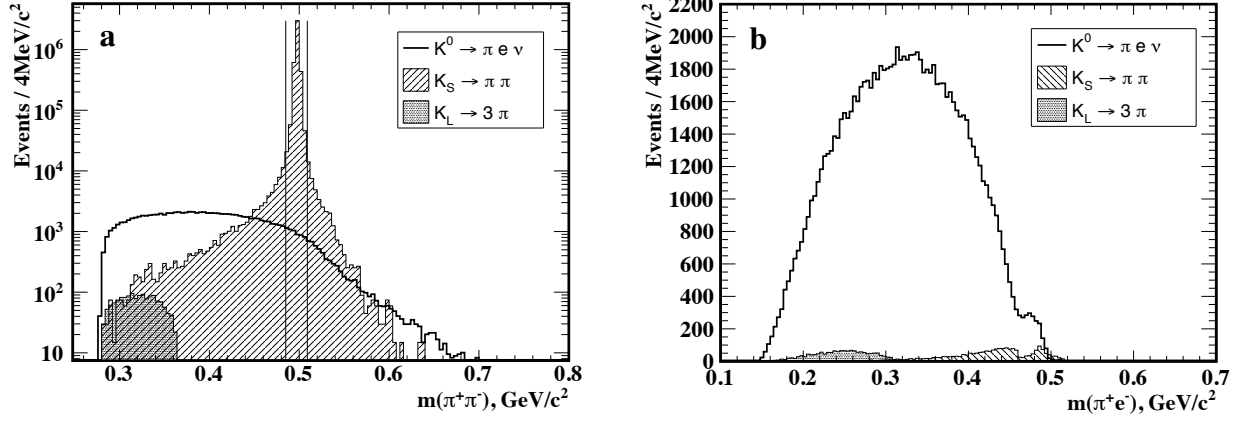 Events / 4MeV/c²
10⁶
10⁵
10⁴
10³
10²
10
a
K⁰ → π e ν
K_S → π π
K_L → 3 π
0.3 0.4 0.5 0.6 0.7 0.8
m(π⁺π⁻), GeV/c²
Events / 4MeV/c²
2200
2000
1800
1600
1400
1200
1000
800
600
400
200
0
b
K⁰ → π e ν
K_S → π π
K_L → 3 π
0.1 0.2 0.3 0.4 0.5 0.6 0.7
m(π⁺e⁻), GeV/c²